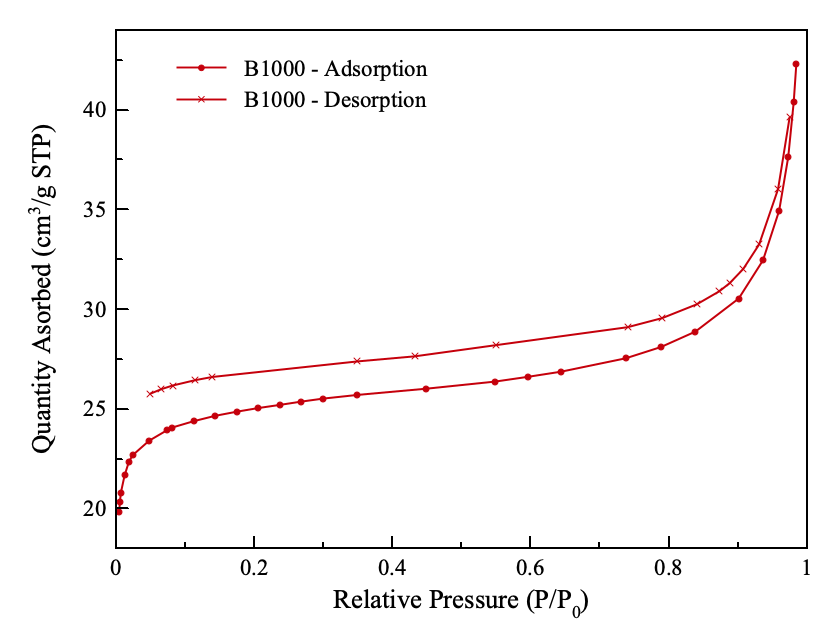 B1000 - Adsorption
B1000 - Desorption
Quantity Asorbed (cm³/g STP)
40
35
30
25
20
0 0.2 0.4 0.6 0.8 1
Relative Pressure (P/P₀)